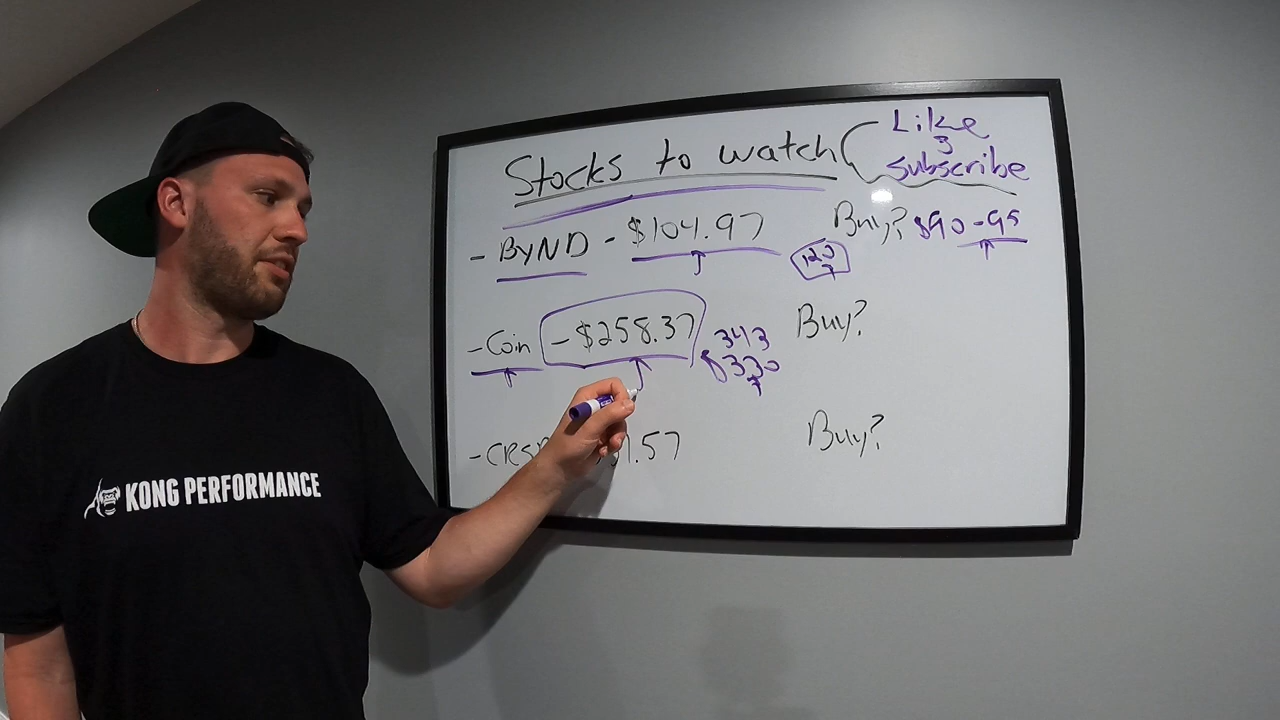 Stocks to watch
Like
&
Subscribe
- BYND - $104.97 Buy? $90-95
120
- Coin - $258.37 Buy?
343
$330
- CRSP .57 Buy?
KONG PERFORMANCE